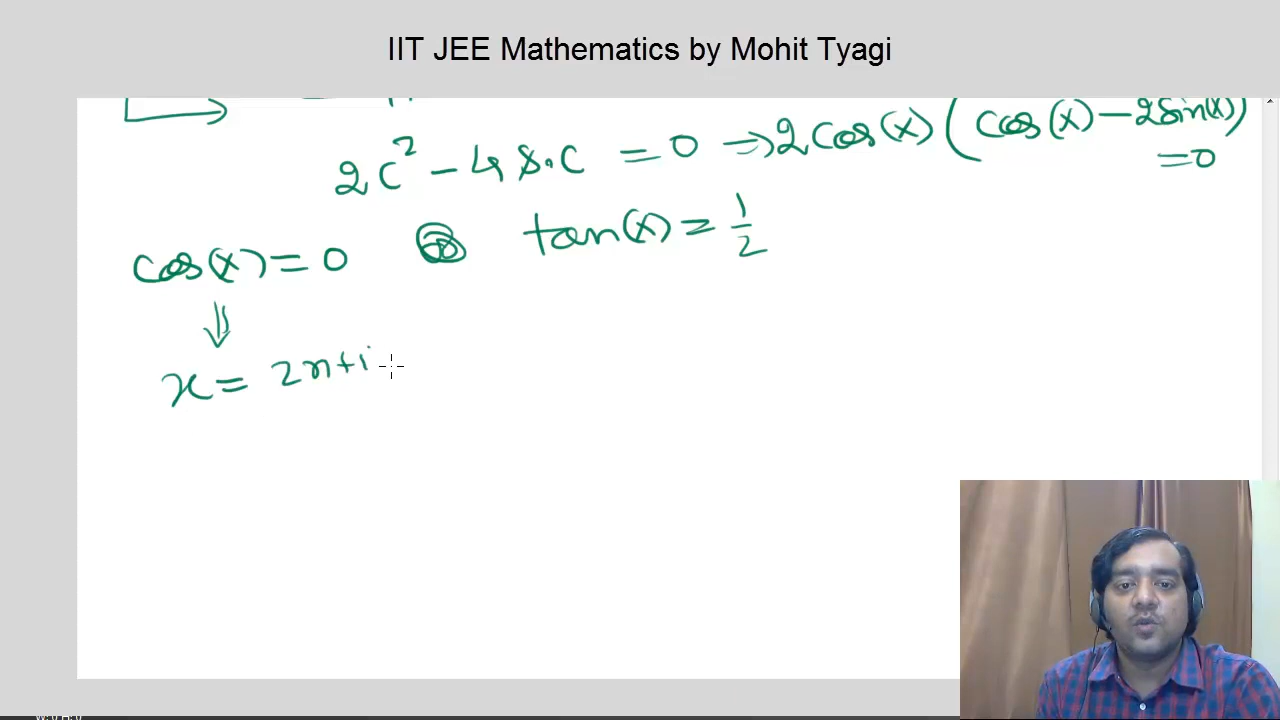 IIT JEE Mathematics by Mohit Tyagi
2c² - 4s.c = 0 ⇒ 2cos(x) (cos(x) - 2sin(x))
= 0
cos(x) = 0 tan(x) = 1/2
⇓
x = 2n+1